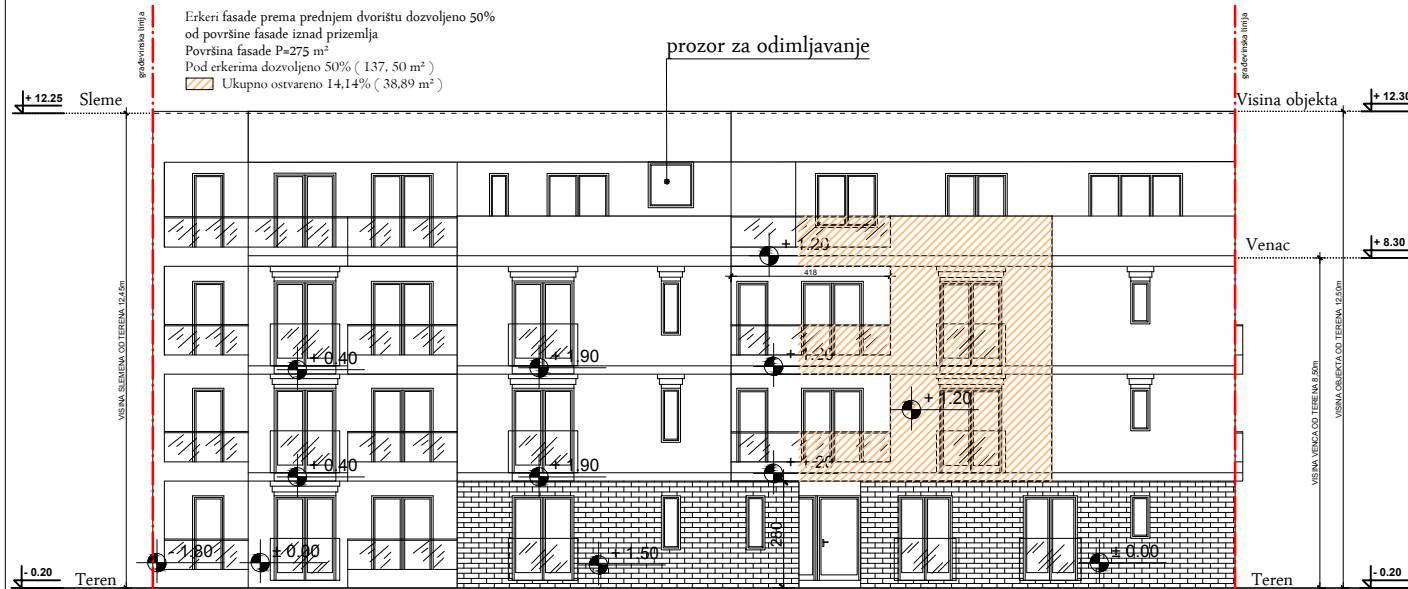 Erkeri fasade prema prednjem dvorištu dozvoljeno 50%
od površine fasade iznad prizemlja
Površina fasade P=275 m²
Pod erkerima dozvoljeno 50% ( 137, 50 m² )
Ukupno ostvareno 14,14% ( 38,89 m² )
prozor za odimljavanje
građevinska linija
građevinska linija
+ 12.25
Sleme
Visina objekta
+ 12.30
Venac
+ 8.30
+ 1.20
418
+ 0.40
+ 1.90
+ 1.20
+ 1.20
+ 0.40
+ 1.90
+ 1.20
VISINA SLEMENA OD TERENA 12,45m
VISINA VENCA OD TERENA 8,50m
VISINA OBJEKTA OD TERENA 12,50m
280
- 1.80
± 0.00
+ 1.50
± 0.00
- 0.20
Teren
Teren
- 0.20